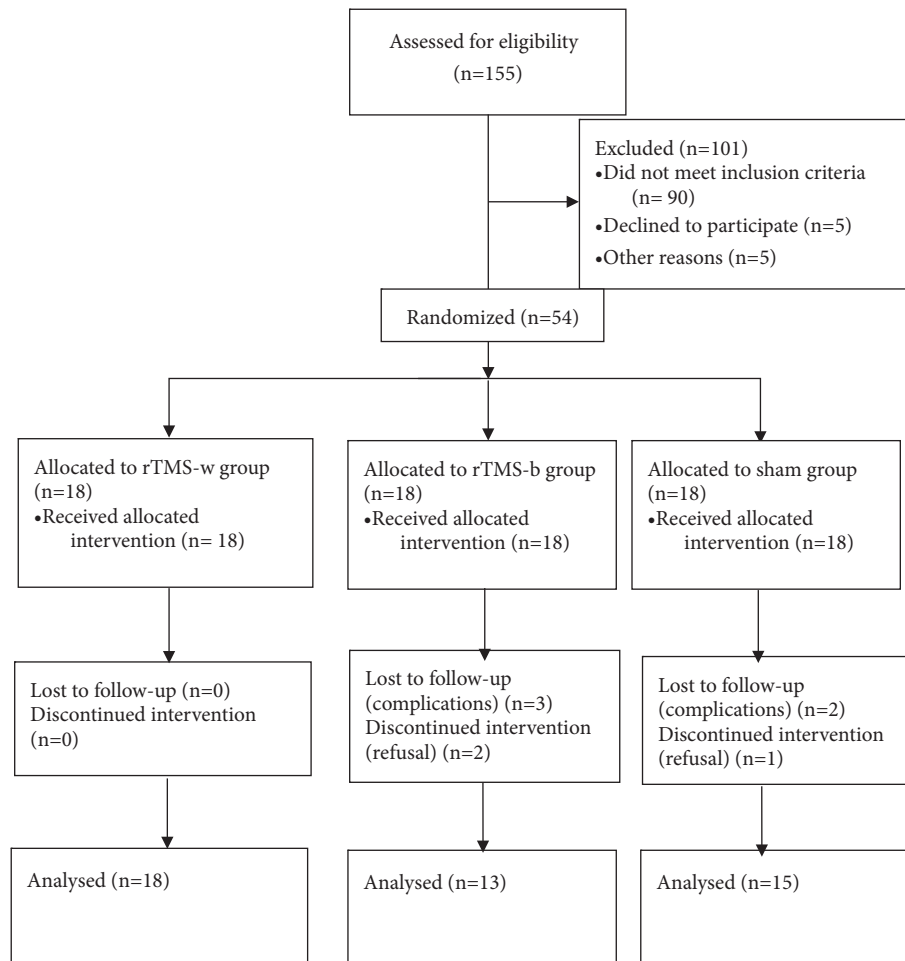 Assessed for eligibility
(n=155)
Excluded (n=101)
•Did not meet inclusion criteria
(n= 90)
•Declined to participate (n=5)
•Other reasons (n=5)
Randomized (n=54)
Allocated to rTMS-w group
(n=18)
•Received allocated
intervention (n= 18)
Allocated to rTMS-b group
(n=18)
•Received allocated
intervention (n=18)
Allocated to sham group
(n=18)
•Received allocated
intervention (n=18)
Lost to follow-up (n=0)
Discontinued intervention
(n=0)
Lost to follow-up
(complications) (n=3)
Discontinued intervention
(refusal) (n=2)
Lost to follow-up
(complications) (n=2)
Discontinued intervention
(refusal) (n=1)
Analysed (n=18)
Analysed (n=13)
Analysed (n=15)